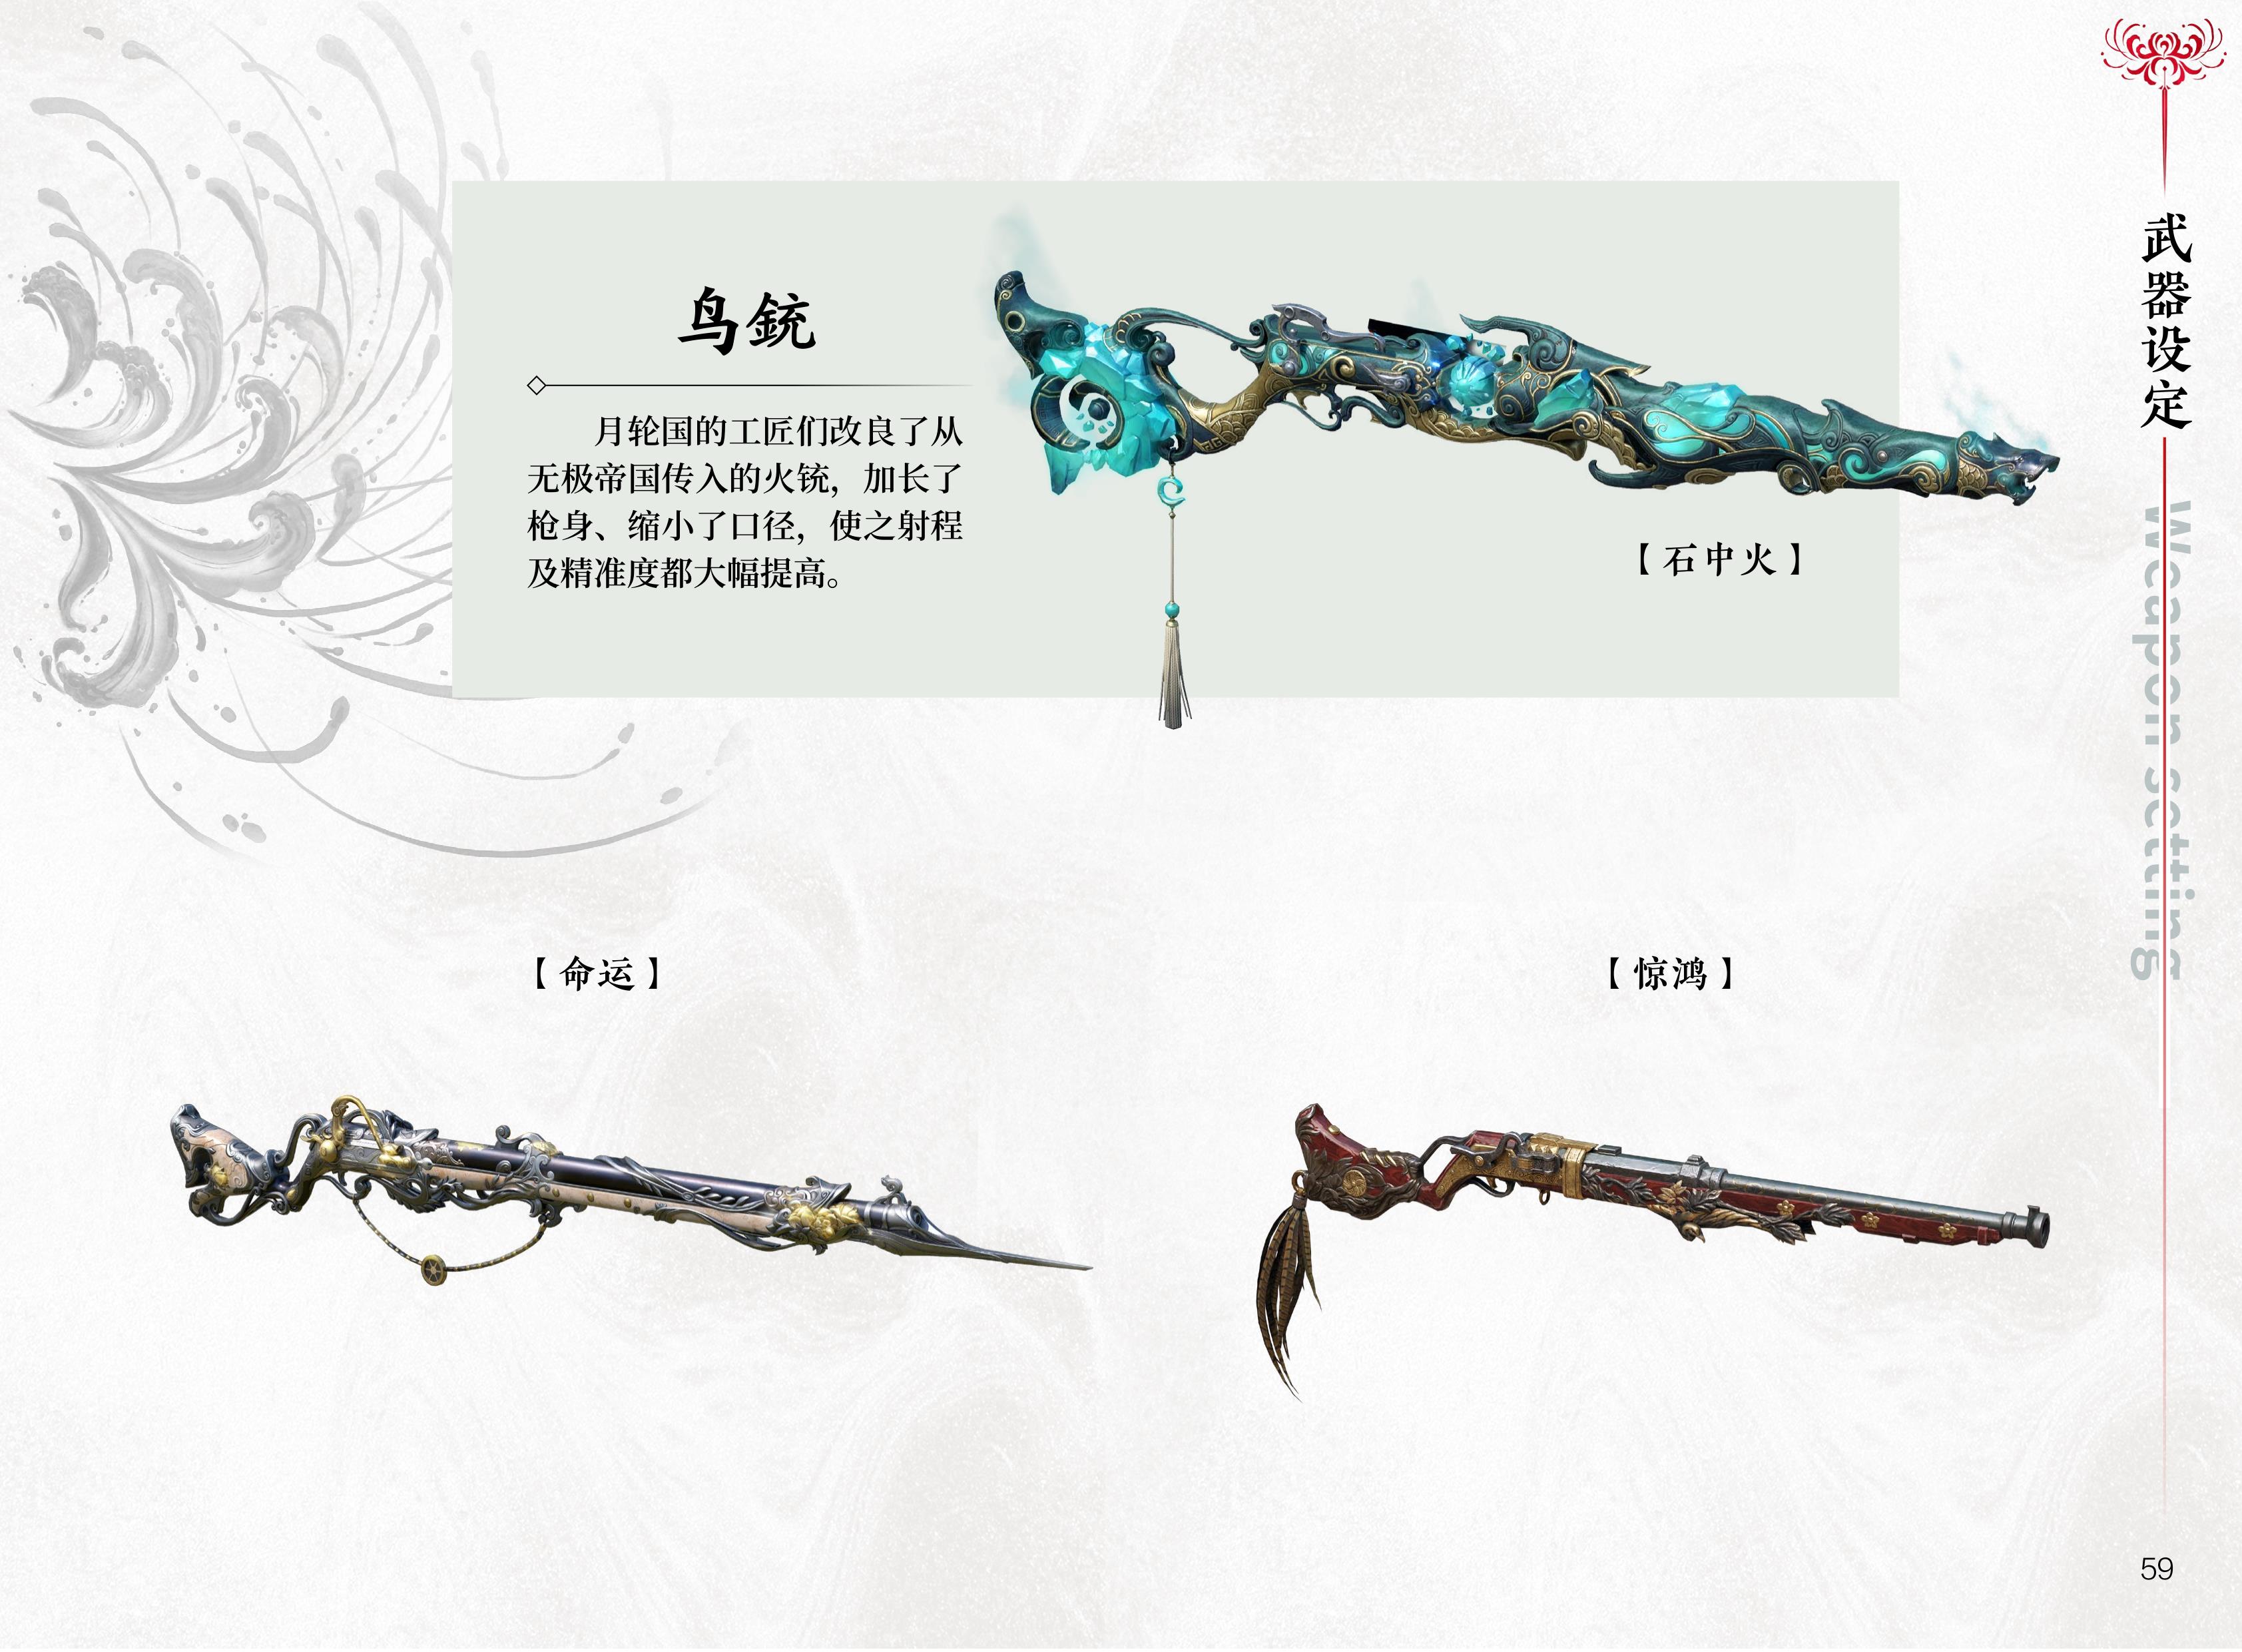 鸟銃
月轮国的工匠们改良了从
无极帝国传入的火铳，加长了
枪身、缩小了口径，使之射程
及精准度都大幅提高。
【石中火】
【命运】
【惊鸿】
武器设定
Weapon setting
59